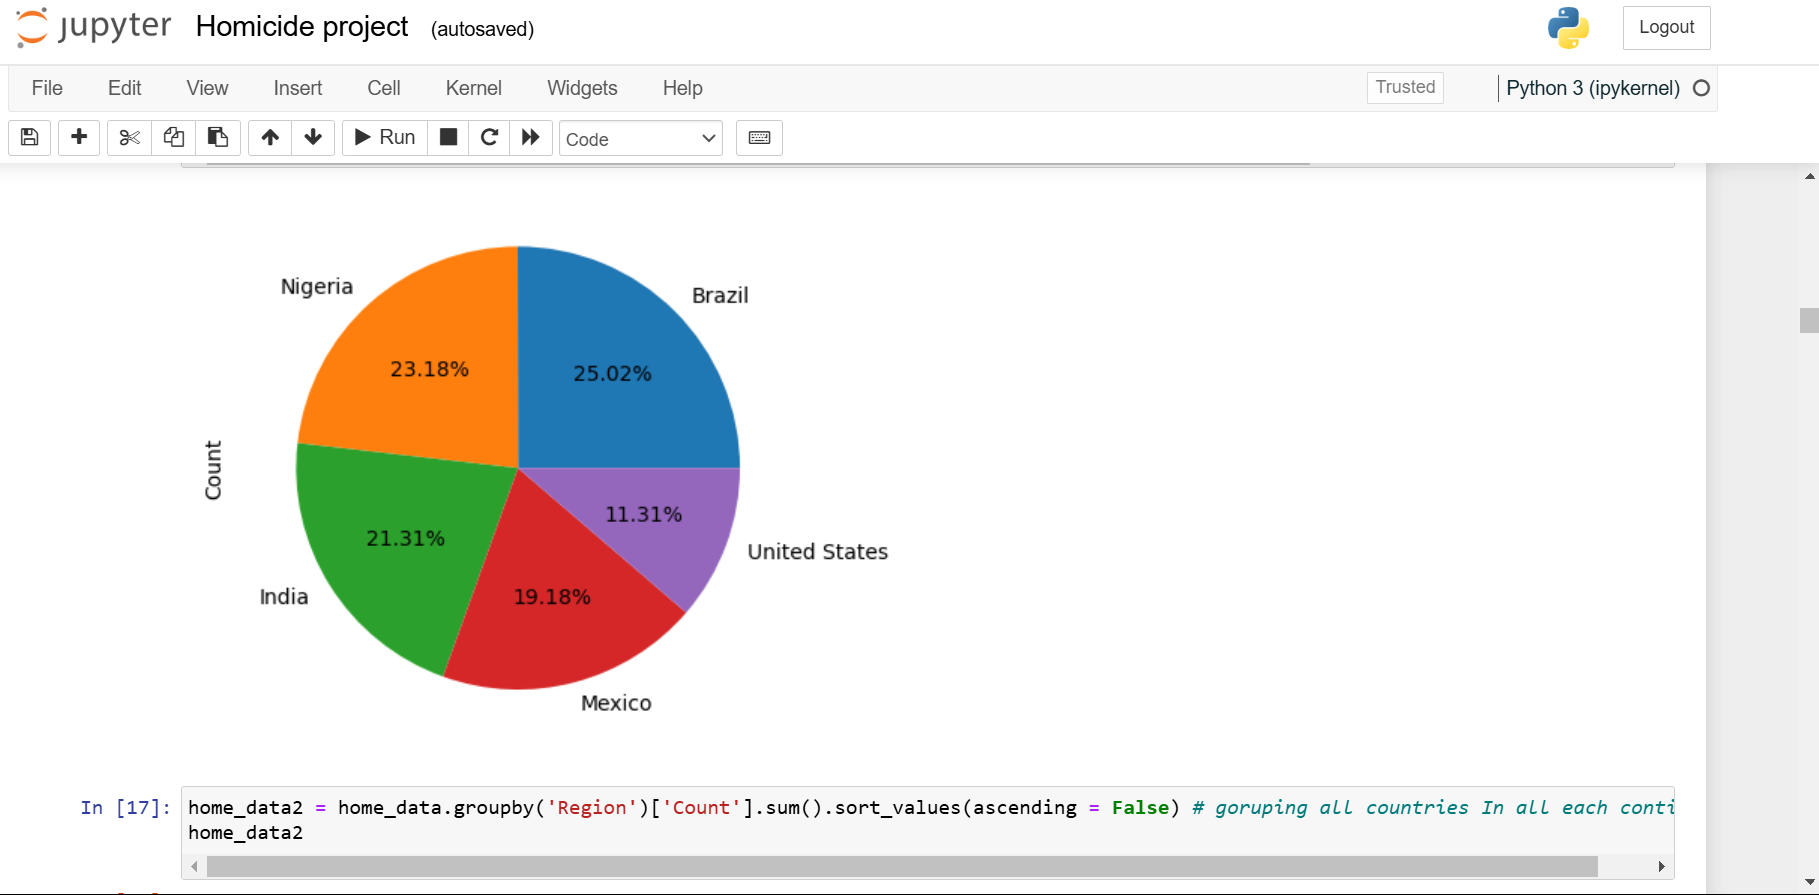 jupyter Homicide project (autosaved)
Logout
File Edit View Insert Cell Kernel Widgets Help
Trusted
Python 3 (ipykernel)
Run
Code
Nigeria
Brazil
23.18%
25.02%
Count
11.31%
21.31%
United States
India
19.18%
Mexico
In [17]: home_data2 = home_data.groupby('Region')['Count'].sum().sort_values(ascending = False) # goruping all countries In all each conti
home_data2